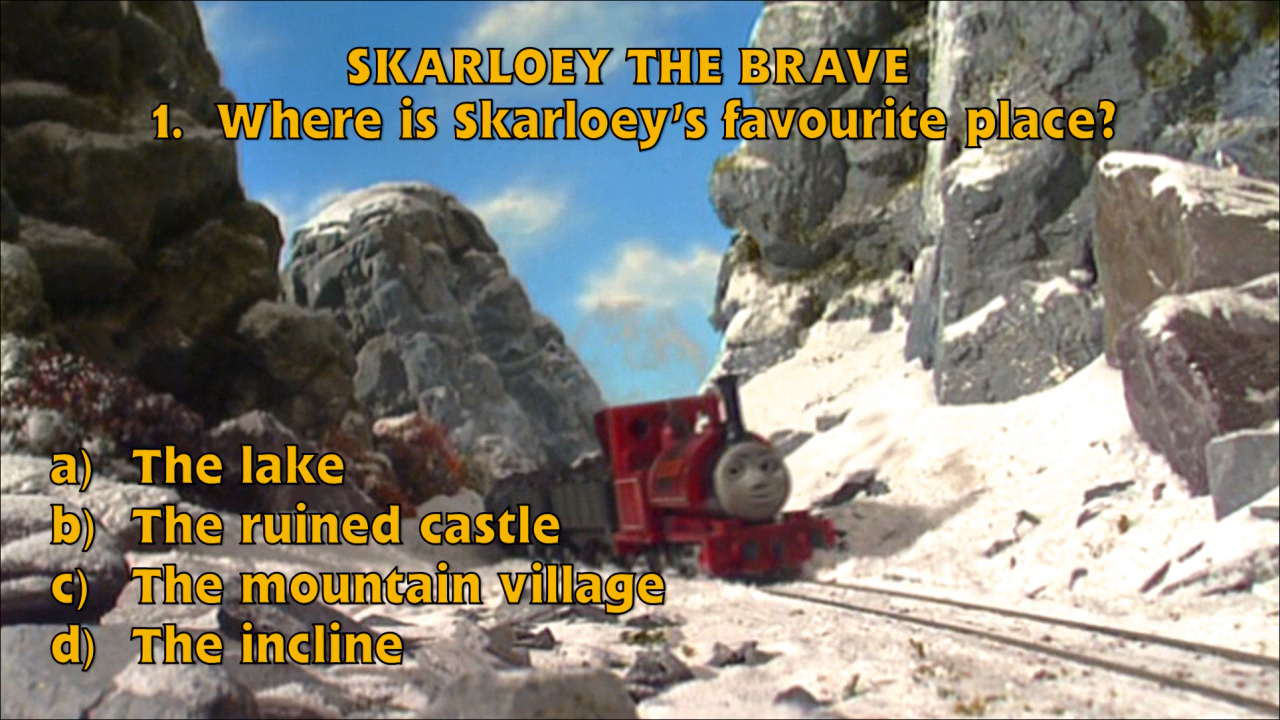 SKARLOEY THE BRAVE
1. Where is Skarloey's favourite place?
a) The lake
b) The ruined castle
c) The mountain village
d) The incline